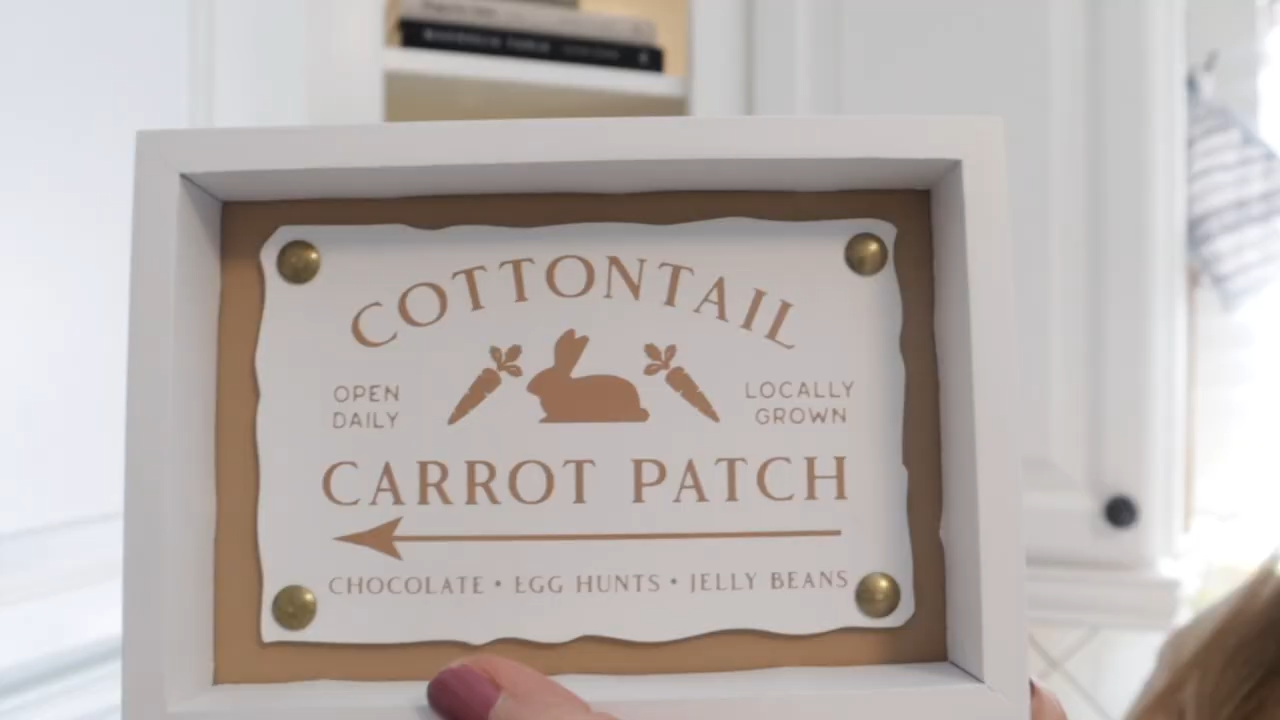 COTTONTAIL
OPEN
DAILY
LOCALLY
GROWN
CARROT PATCH
CHOCOLATE • EGG HUNTS • JELLY BEANS